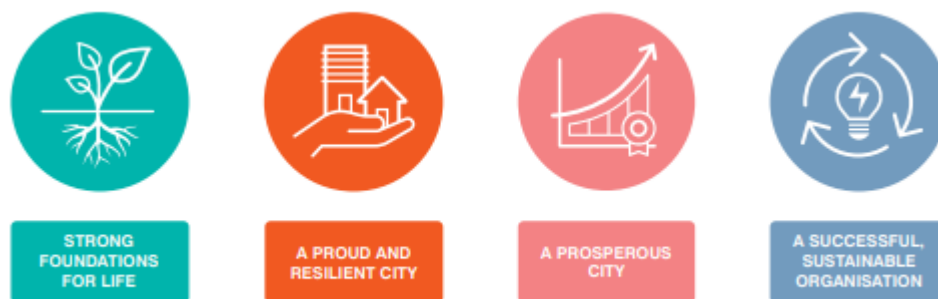 STRONG
FOUNDATIONS
FOR LIFE
A PROUD AND
RESILIENT CITY
A PROSPEROUS
CITY
A SUCCESSFUL,
SUSTAINABLE
ORGANISATION